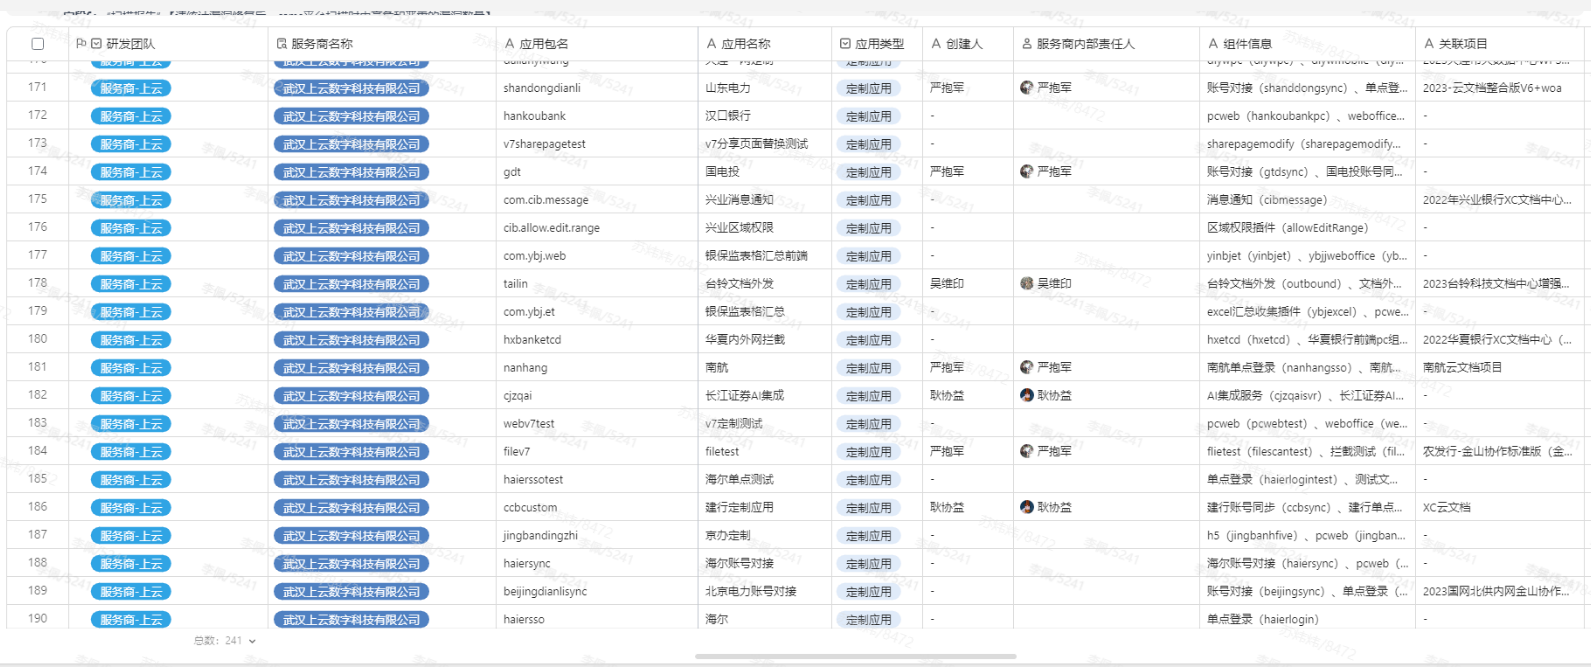 研发团队 服务商名称 应用包名 应用名称 应用类型 创建人 服务商内部责任人 组件信息 关联项目
171 服务商-上云 武汉上云数字科技有限公司 shandongdianli 山东电力 定制应用 严抱军 严抱军 账号对接（shanddongsync）、单点登... 2023-云文档整合版V6+woa
172 服务商-上云 武汉上云数字科技有限公司 hankoubank 汉口银行 定制应用 - pcweb（hankoubankpc）、weboffice... -
173 服务商-上云 武汉上云数字科技有限公司 v7sharepagetest v7分享页面替换测试 定制应用 - sharepagemodify（sharepagemodify... -
174 服务商-上云 武汉上云数字科技有限公司 gdt 国电投 定制应用 严抱军 严抱军 账号对接（gtdsync）、国电投账号同... -
175 服务商-上云 武汉上云数字科技有限公司 com.cib.message 兴业消息通知 定制应用 - 消息通知（cibmessage） 2022年兴业银行XC文档中心...
176 服务商-上云 武汉上云数字科技有限公司 cib.allow.edit.range 兴业区域权限 定制应用 - 区域权限插件（allowEditRange） -
177 服务商-上云 武汉上云数字科技有限公司 com.ybj.web 银保监表格汇总前端 定制应用 - yinbjet（yinbjet）、ybjjweboffice（yb... -
178 服务商-上云 武汉上云数字科技有限公司 tailin 台铃文档外发 定制应用 吴维印 吴维印 台铃文档外发（outbound）、文档外... 2023台铃科技文档中心增强...
179 服务商-上云 武汉上云数字科技有限公司 com.ybj.et 银保监表格汇总 定制应用 - excel汇总收集插件（ybjexcel）、pcwe... -
180 服务商-上云 武汉上云数字科技有限公司 hxbanketcd 华夏内外网拦截 定制应用 - hxetcd（hxetcd）、华夏银行前端pc组... 2022华夏银行XC文档中心（...
181 服务商-上云 武汉上云数字科技有限公司 nanhang 南航 定制应用 严抱军 严抱军 南航单点登录（nanhangsso）、南航... 南航云文档项目
182 服务商-上云 武汉上云数字科技有限公司 cjzqai 长江证券AI集成 定制应用 耿协益 耿协益 AI集成服务（cjzqaisvr）、长江证券AI... -
183 服务商-上云 武汉上云数字科技有限公司 webv7test v7定制测试 定制应用 - pcweb（pcwebtest）、weboffice（we... -
184 服务商-上云 武汉上云数字科技有限公司 filev7 filetest 定制应用 严抱军 严抱军 flietest（filescantest）、拦截测试（fil... 农发行-金山协作标准版（金...
185 服务商-上云 武汉上云数字科技有限公司 haierssotest 海尔单点测试 定制应用 - 单点登录（haierlogintest）、测试文... -
186 服务商-上云 武汉上云数字科技有限公司 ccbcustom 建行定制应用 定制应用 耿协益 耿协益 建行账号同步（ccbsync）、建行单点... XC云文档
187 服务商-上云 武汉上云数字科技有限公司 jingbandingzhi 京办定制 定制应用 - h5（jingbanhfive）、pcweb（jingban... -
188 服务商-上云 武汉上云数字科技有限公司 haiersync 海尔账号对接 定制应用 - 海尔账号对接（haiersync）、pcweb（... -
189 服务商-上云 武汉上云数字科技有限公司 beijingdianlisync 北京电力账号对接 定制应用 - 账号对接（beijingsync）、单点登录（... 2023国网北供内网金山协作...
190 服务商-上云 武汉上云数字科技有限公司 haiersso 海尔 定制应用 - 单点登录（haierlogin） -
总数：241